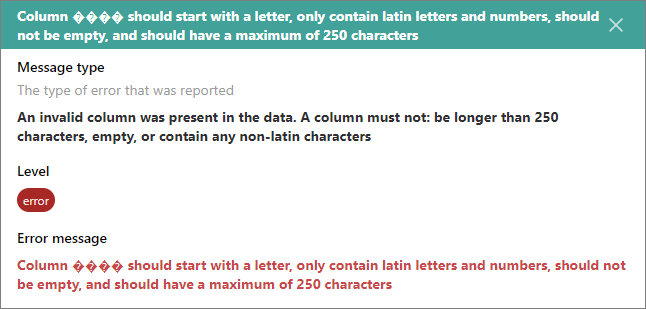 Column ���� should start with a letter, only contain latin letters and numbers, should
not be empty, and should have a maximum of 250 characters
Message type
The type of error that was reported
An invalid column was present in the data. A column must not: be longer than 250
characters, empty, or contain any non-latin characters
Level
error
Error message
Column ���� should start with a letter, only contain latin letters and numbers, should not
be empty, and should have a maximum of 250 characters